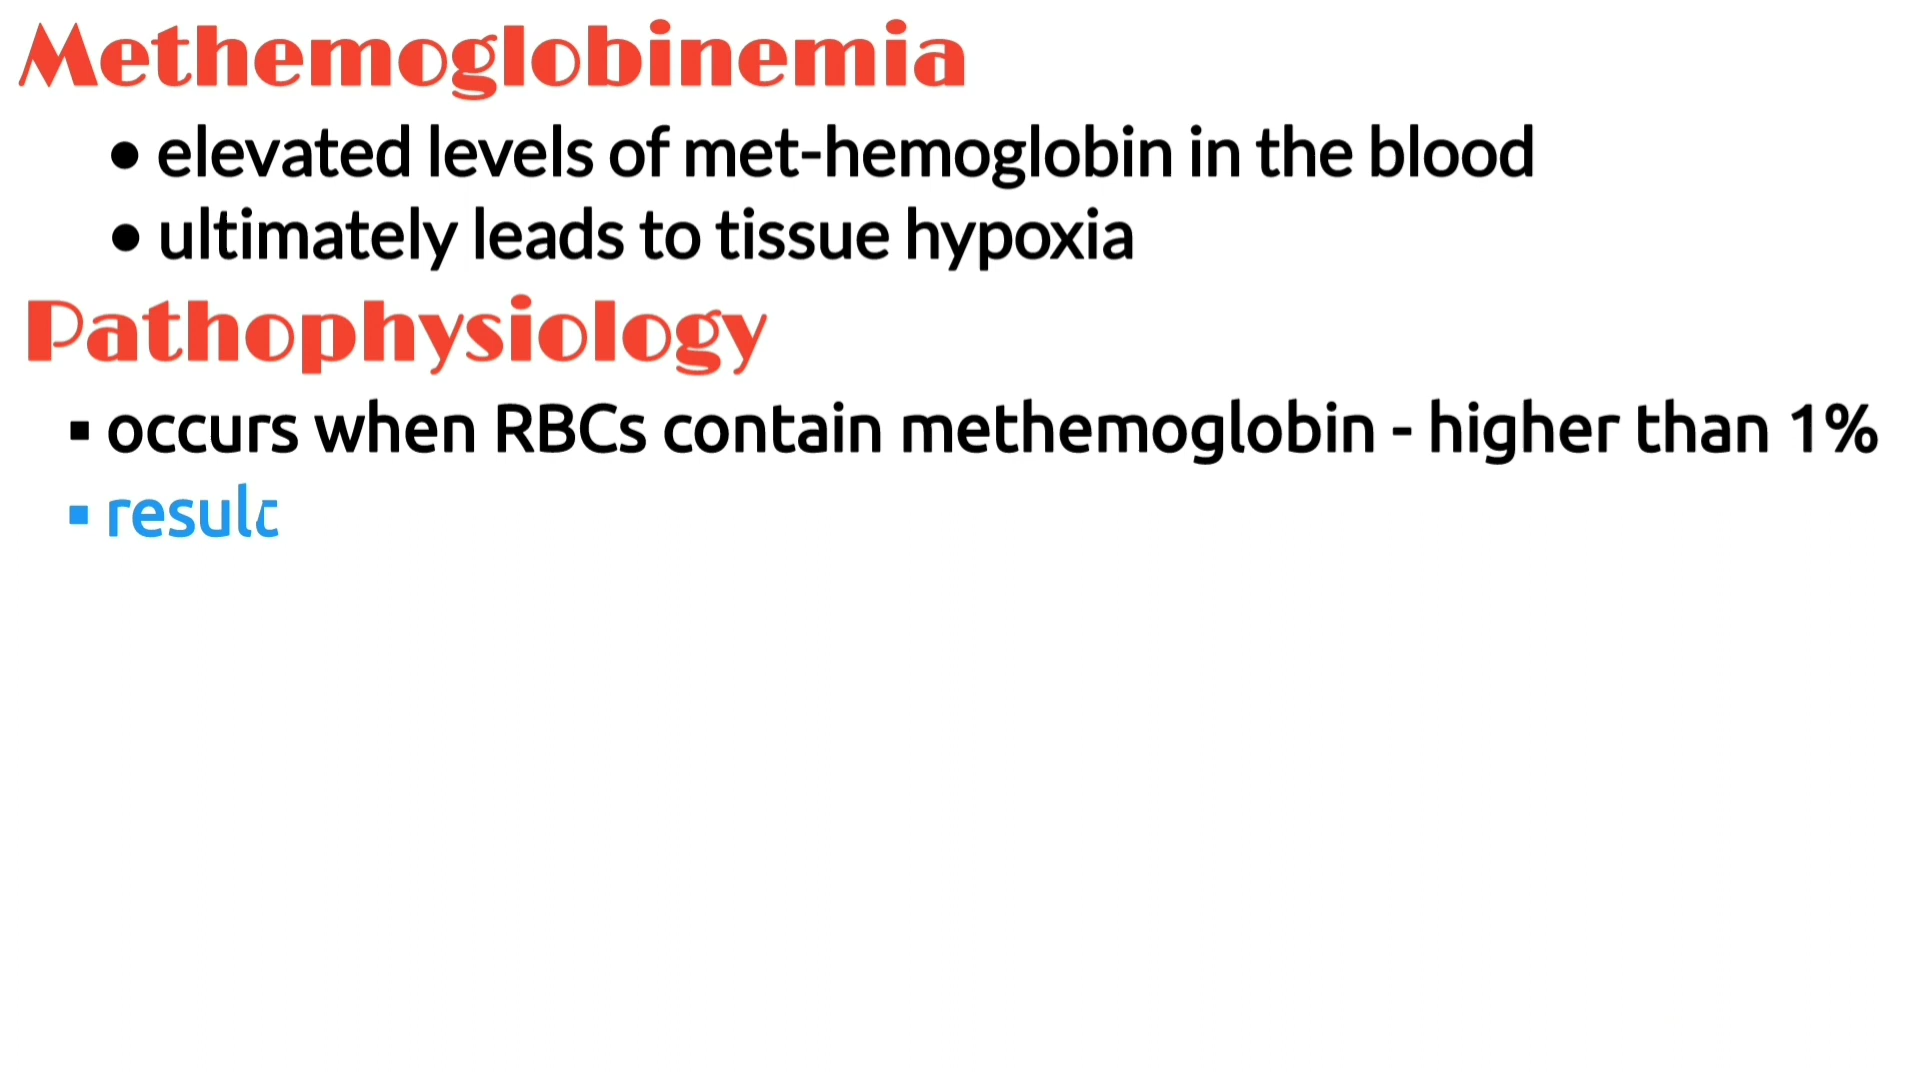 Methemoglobinemia
• elevated levels of met-hemoglobin in the blood
• ultimately leads to tissue hypoxia
Pathophysiology
▪ occurs when RBCs contain methemoglobin - higher than 1%
▪